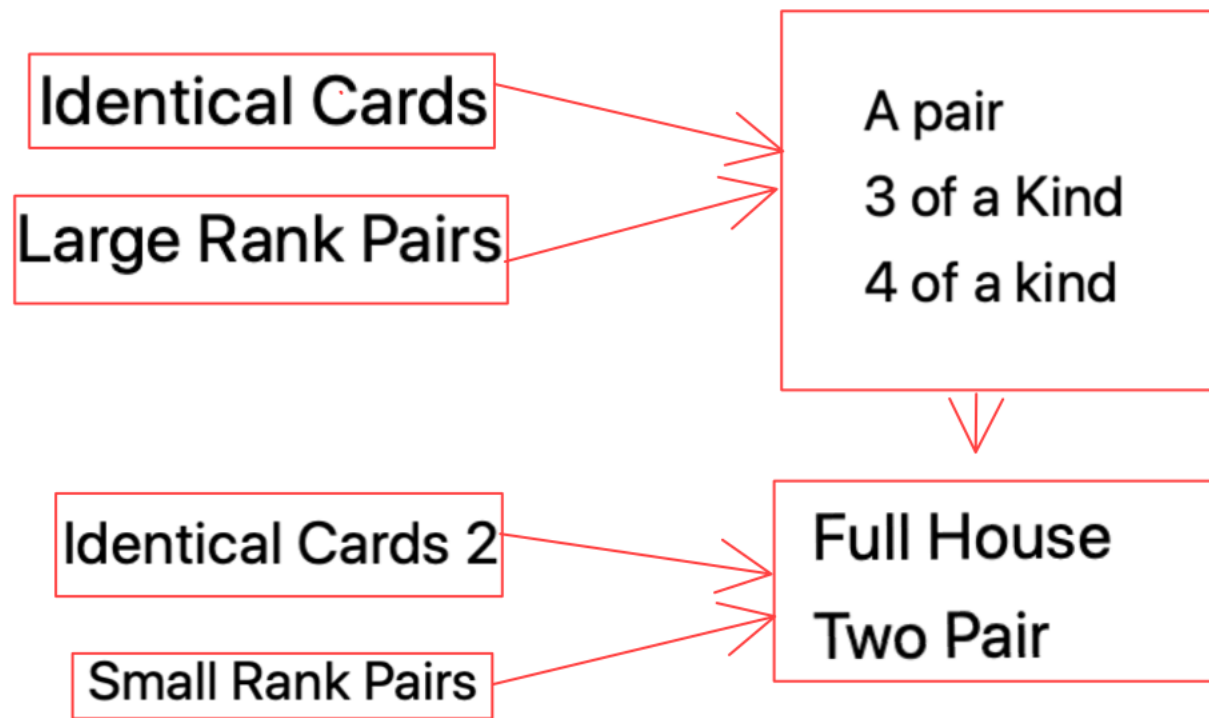 Identical Cards
Large Rank Pairs
A pair
3 of a Kind
4 of a kind
Identical Cards 2
Small Rank Pairs
Full House
Two Pair